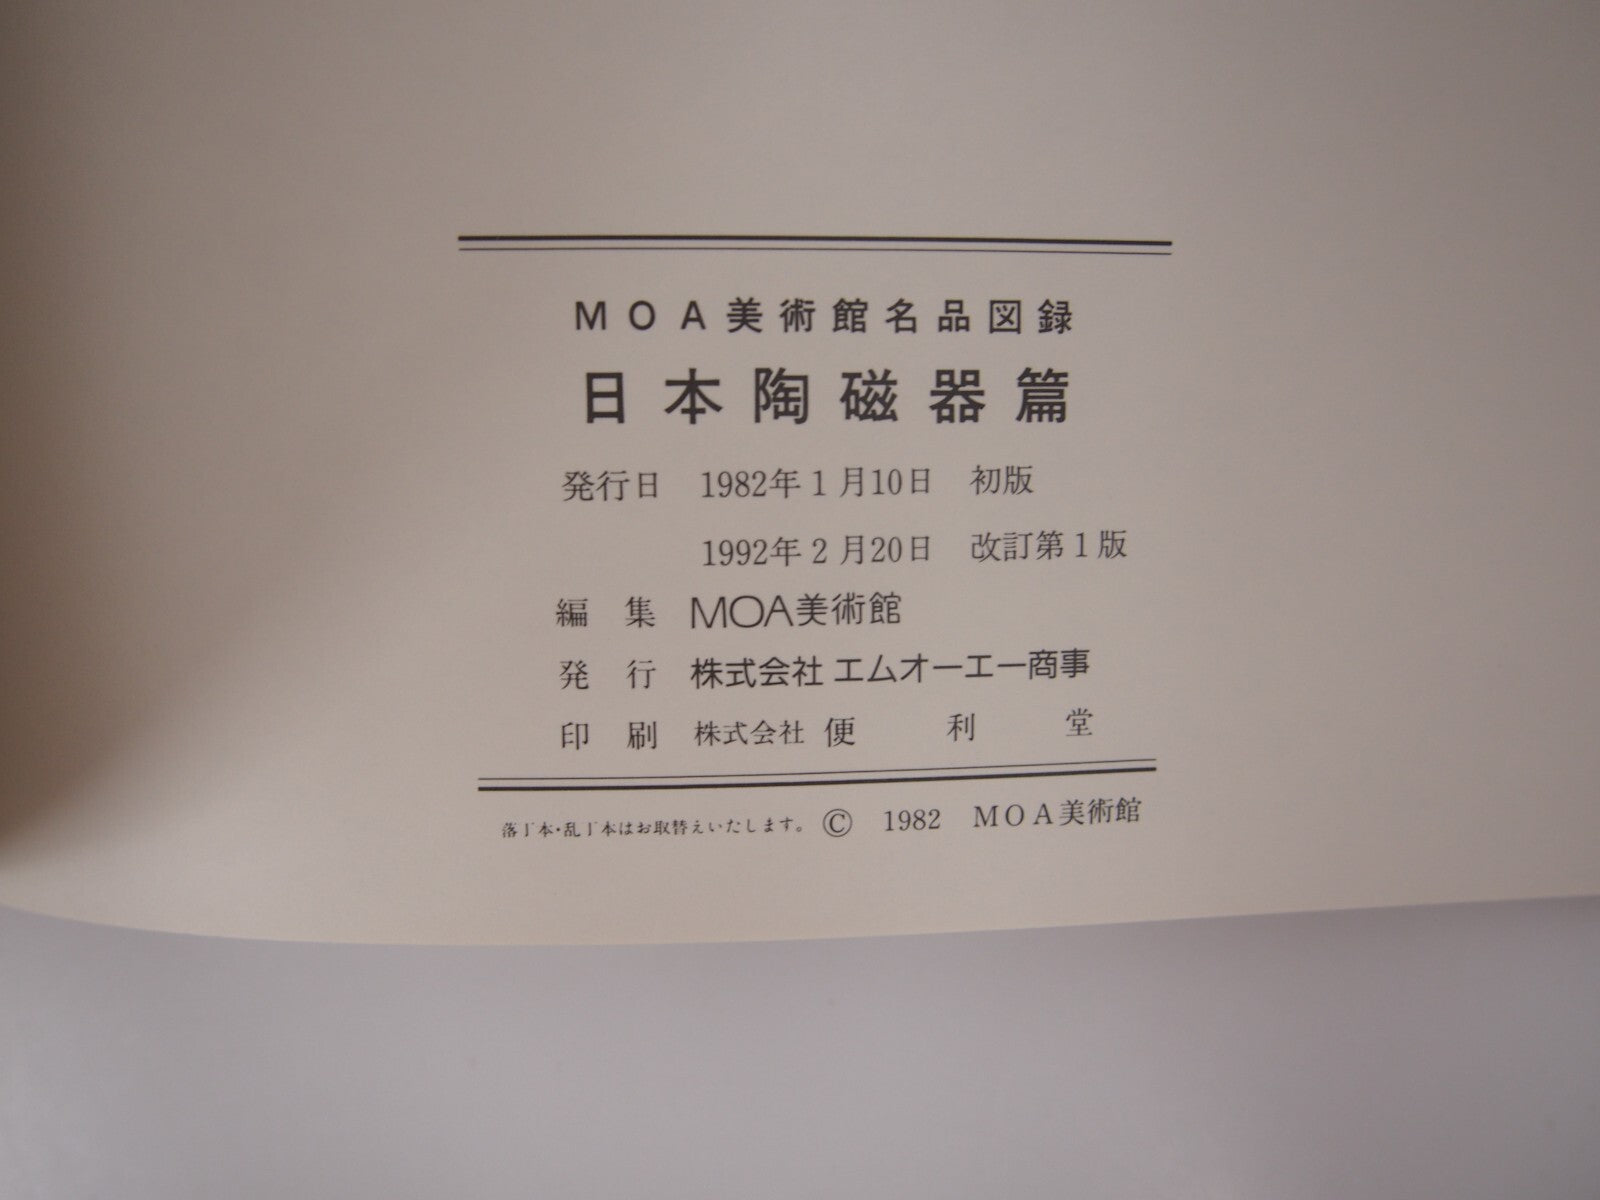 MOA美術館名品図録
日本陶磁器篇
発行日 1982年1月10日 初版
1992年2月20日 改訂第1版
編 集 MOA美術館
発 行 株式会社 エムオーエー商事
印 刷 株式会社 便 利 堂
落丁本・乱丁本はお取替えいたします。 © 1982 MOA美術館